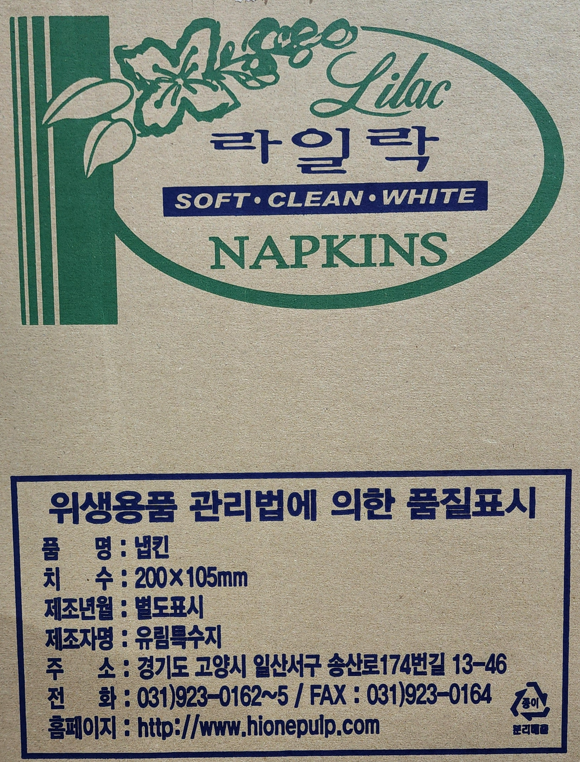 Lilac
라일락
SOFT • CLEAN • WHITE
NAPKINS
위생용품 관리법에 의한 품질표시
품 명 : 냅킨
치 수 : 200×105mm
제조년월 : 별도표시
제조자명 : 유림특수지
주 소 : 경기도 고양시 일산서구 송산로174번길 13-46
전 화 : 031)923-0162~5 / FAX : 031)923-0164
홈페이지 : http://www.hionepulp.com
종이
분리배출